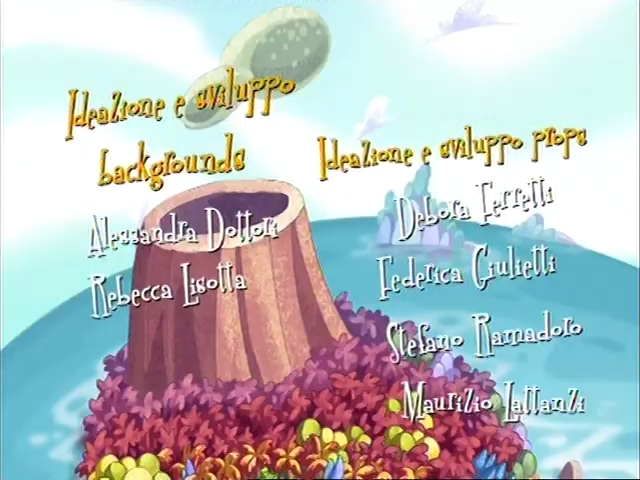 Ideazione e sviluppo
backgrounds
Alessandra Dottori
Rebecca Lisotta
Ideazione e sviluppo props
Debora Ferretti
Federica Giulietti
Stefano Ramadoro
Maurizio Lattanzi